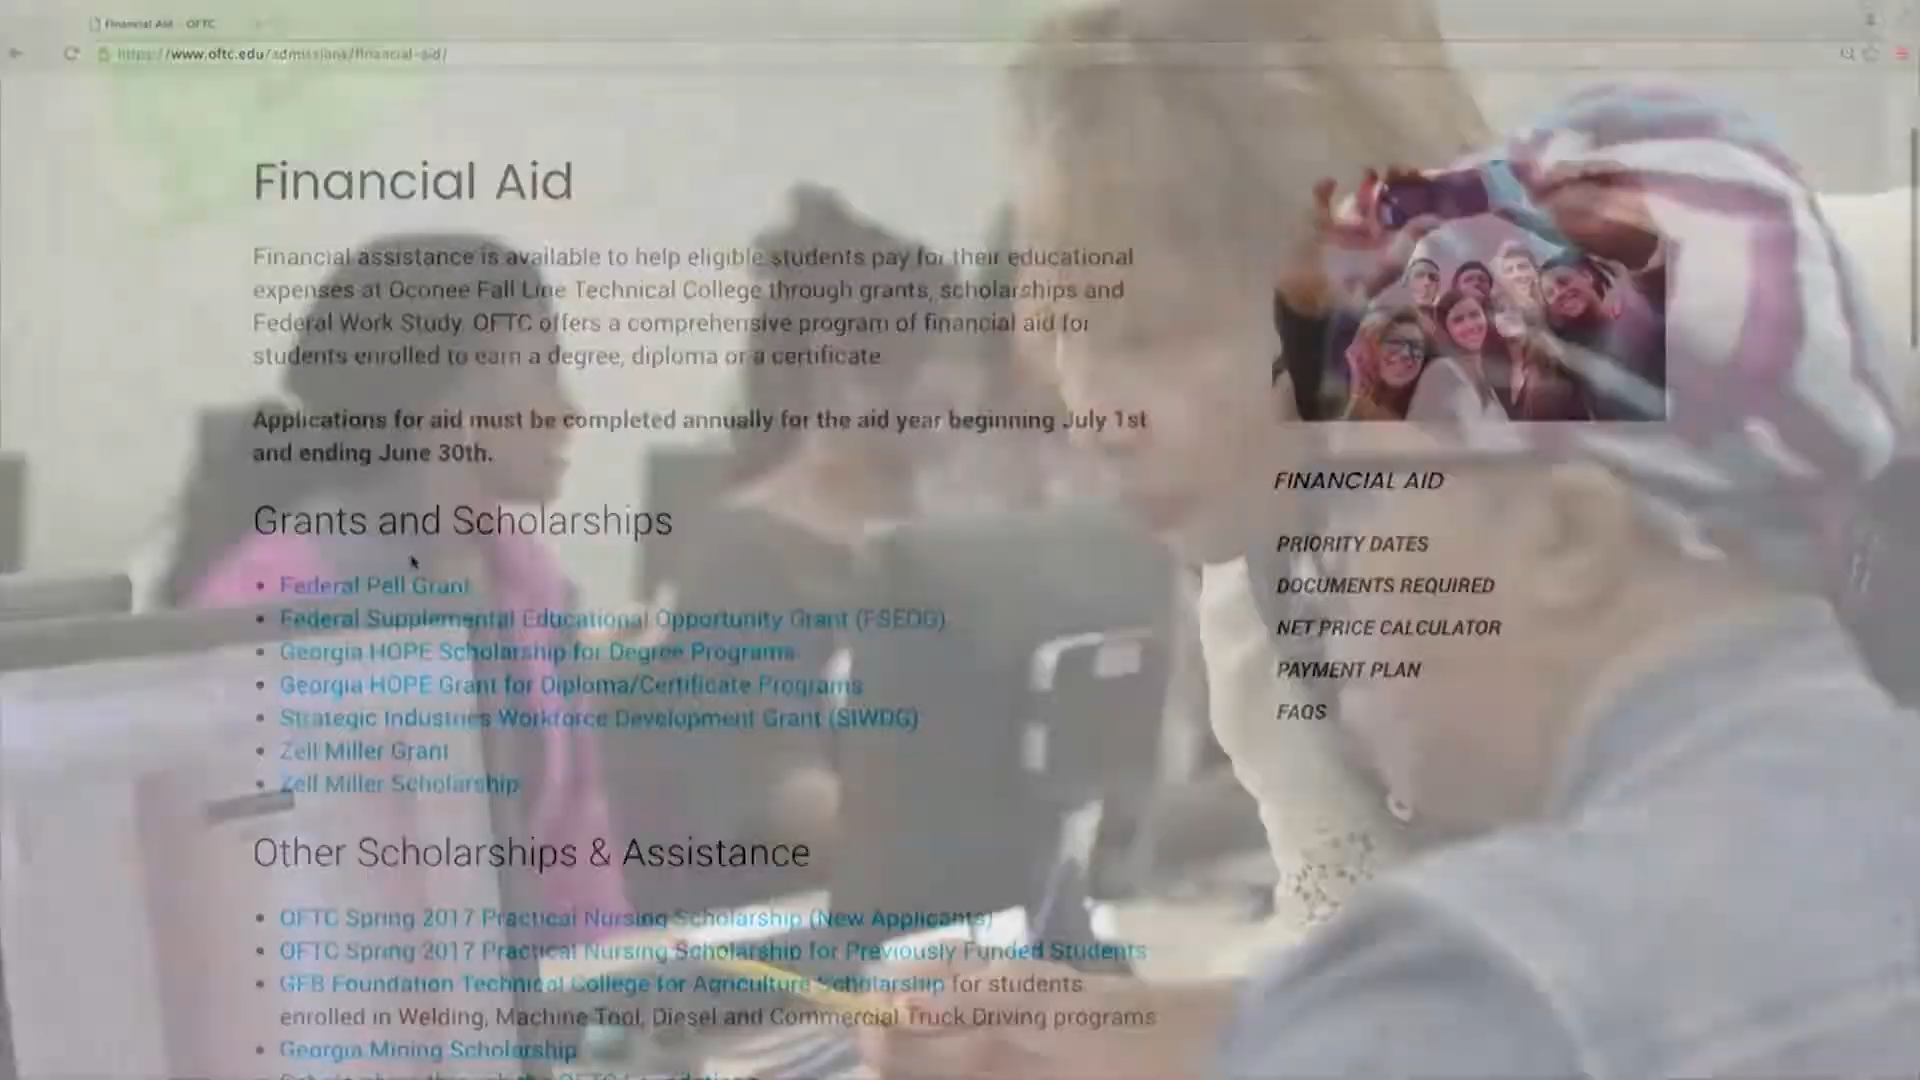 Financial Aid - OFTC
https://www.oftc.edu/admissions/financial-aid/
Financial Aid
Financial assistance is available to help eligible students pay for their educational
expenses at Oconee Fall Line Technical College through grants, scholarships and
Federal Work Study. OFTC offers a comprehensive program of financial aid for
students enrolled to earn a degree, diploma or a certificate.
Applications for aid must be completed annually for the aid year beginning July 1st
and ending June 30th.
Grants and Scholarships
• Federal Pell Grant
• Federal Supplemental Educational Opportunity Grant (FSEOG)
• Georgia HOPE Scholarship for Degree Programs
• Georgia HOPE Grant for Diploma/Certificate Programs
• Strategic Industries Workforce Development Grant (SIWDG)
• Zell Miller Grant
• Zell Miller Scholarship
Other Scholarships & Assistance
• OFTC Spring 2017 Practical Nursing Scholarship (New Applicants)
• OFTC Spring 2017 Practical Nursing Scholarship for Previously Funded Students
• GFB Foundation Technical College for Agriculture Scholarship for students
enrolled in Welding, Machine Tool, Diesel and Commercial Truck Driving programs
• Georgia Mining Scholarship
FINANCIAL AID
PRIORITY DATES
DOCUMENTS REQUIRED
NET PRICE CALCULATOR
PAYMENT PLAN
FAQS